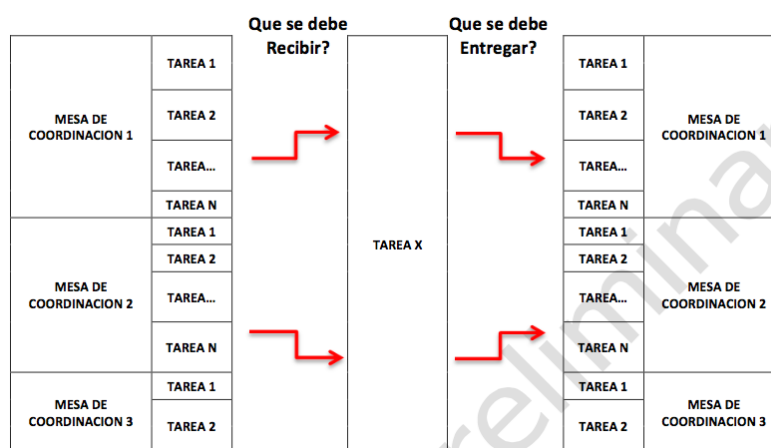 Que se debe
Recibir?
Que se debe
Entregar?
MESA DE
COORDINACION 1
TAREA 1
TAREA 2
TAREA...
TAREA N
MESA DE
COORDINACION 2
TAREA 1
TAREA 2
TAREA...
TAREA N
MESA DE
COORDINACION 3
TAREA 1
TAREA 2
TAREA X
TAREA 1
TAREA 2
TAREA...
TAREA N
MESA DE
COORDINACION 1
TAREA 1
TAREA 2
TAREA...
TAREA N
MESA DE
COORDINACION 2
TAREA 1
TAREA 2
MESA DE
COORDINACION 3
relimina